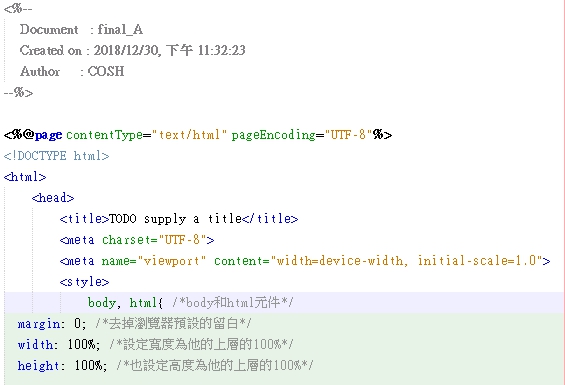 <%--
Document : final_A
Created on : 2018/12/30, 下午 11:32:23
Author : COSH
--%>
<%@page contentType="text/html" pageEncoding="UTF-8"%>
<!DOCTYPE html>
<html>
<head>
<title>TODO supply a title</title>
<meta charset="UTF-8">
<meta name="viewport" content="width=device-width, initial-scale=1.0">
<style>
body, html{ /*body和html元件*/
margin: 0; /*去掉瀏覽器預設的留白*/
width: 100%; /*設定寬度為他的上層的100%*/
height: 100%; /*也設定高度為他的上層的100%*/